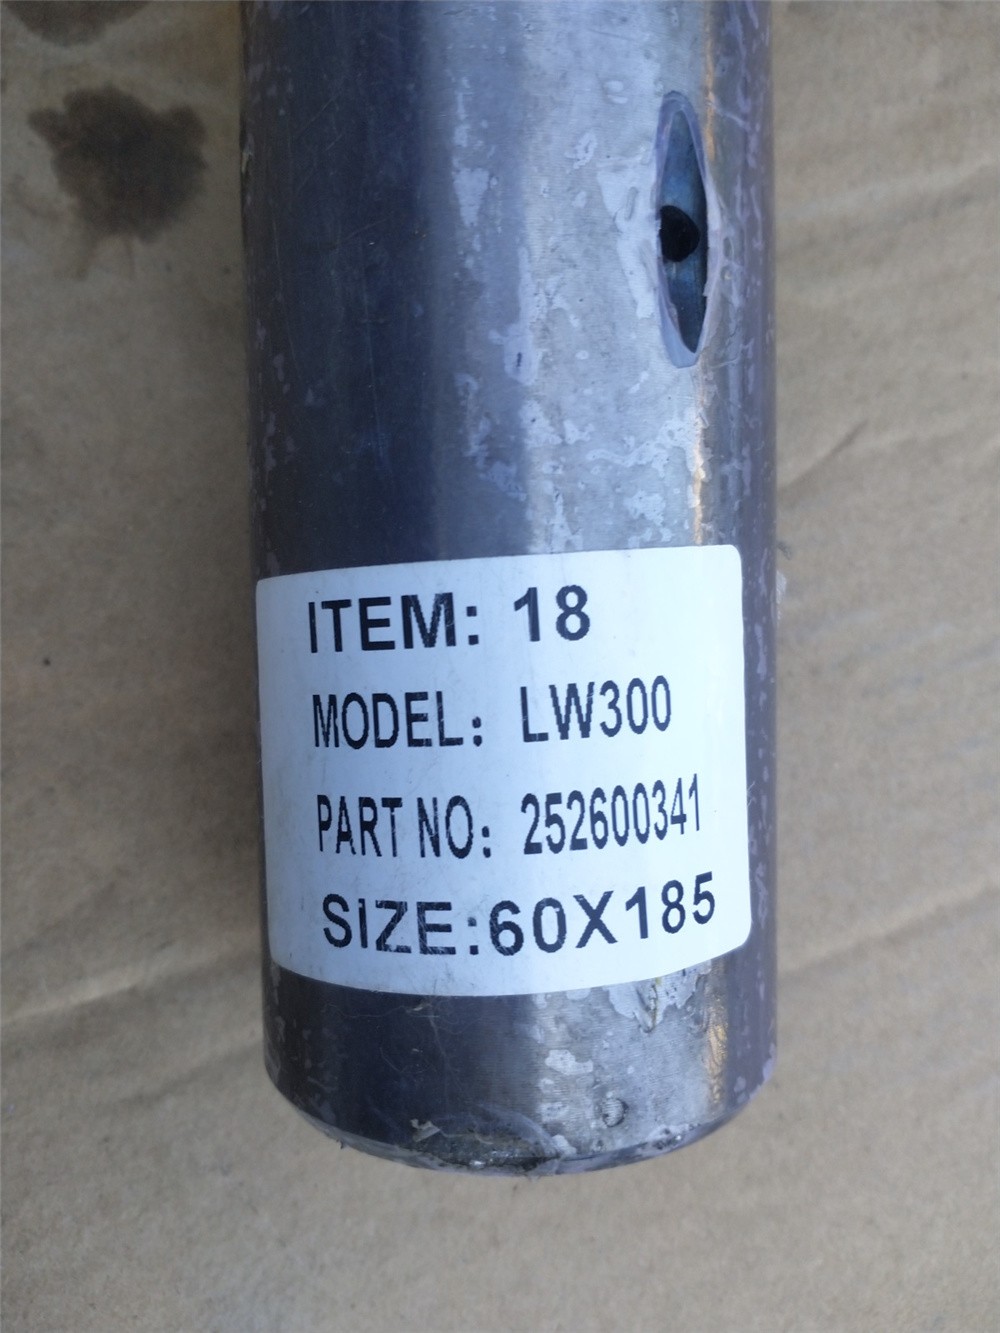 ITEM: 18
MODEL: LW300
PART NO: 252600341
SIZE:60X185